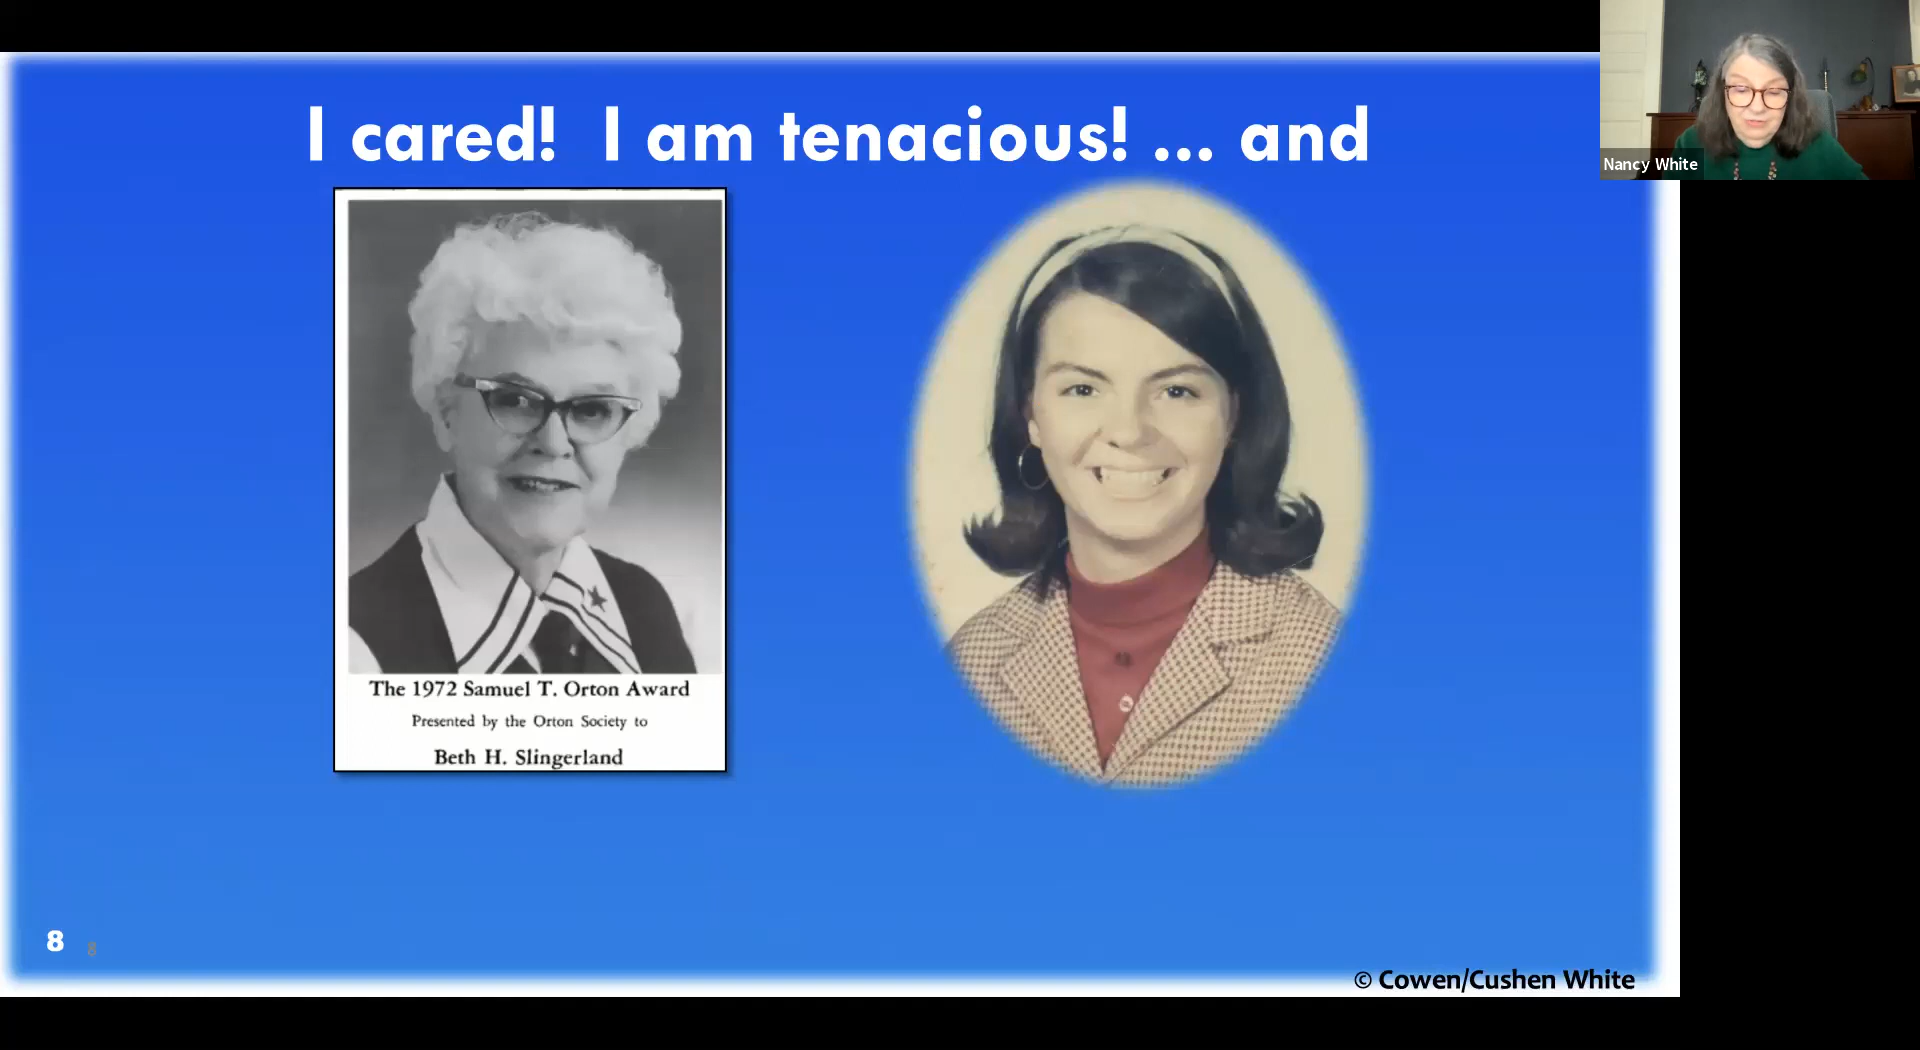 I cared! I am tenacious! ... and
Nancy White
The 1972 Samuel T. Orton Award
Presented by the Orton Society to
Beth H. Slingerland
8
8
© Cowen/Cushen White